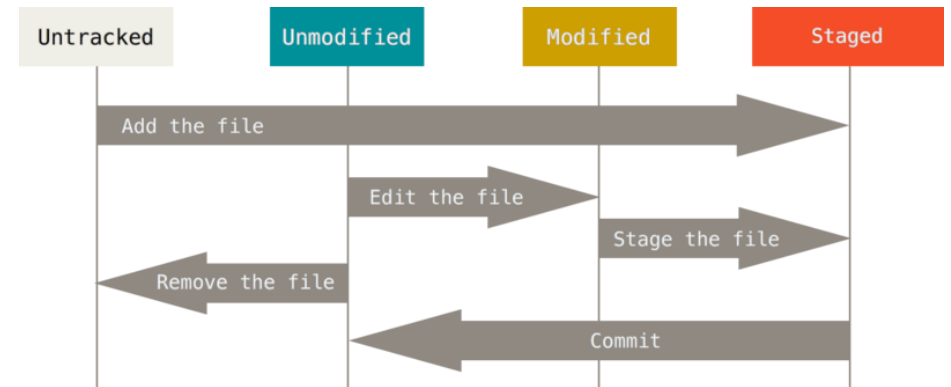 Untracked
Unmodified
Modified
Staged
Add the file
Edit the file
Stage the file
Remove the file
Commit